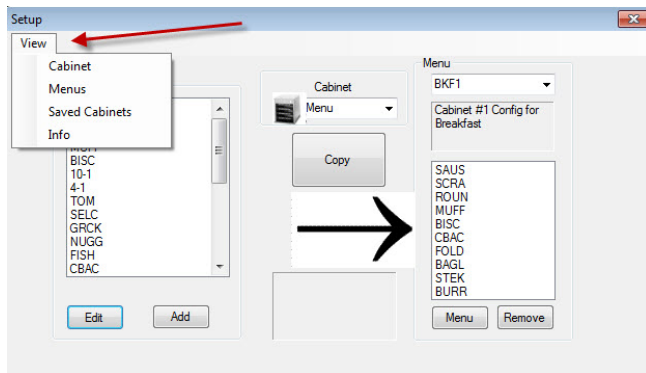 Setup
View
Cabinet
Menus
Saved Cabinets
Info
BISC
10-1
4-1
TOM
SELC
GRCK
NUGG
FISH
CBAC
Edit
Add
Cabinet
Menu
Copy
Menu
BKF1
Cabinet #1 Config for
Breakfast
SAUS
SCRA
ROUN
MUFF
BISC
CBAC
FOLD
BAGL
STEK
BURR
Menu
Remove